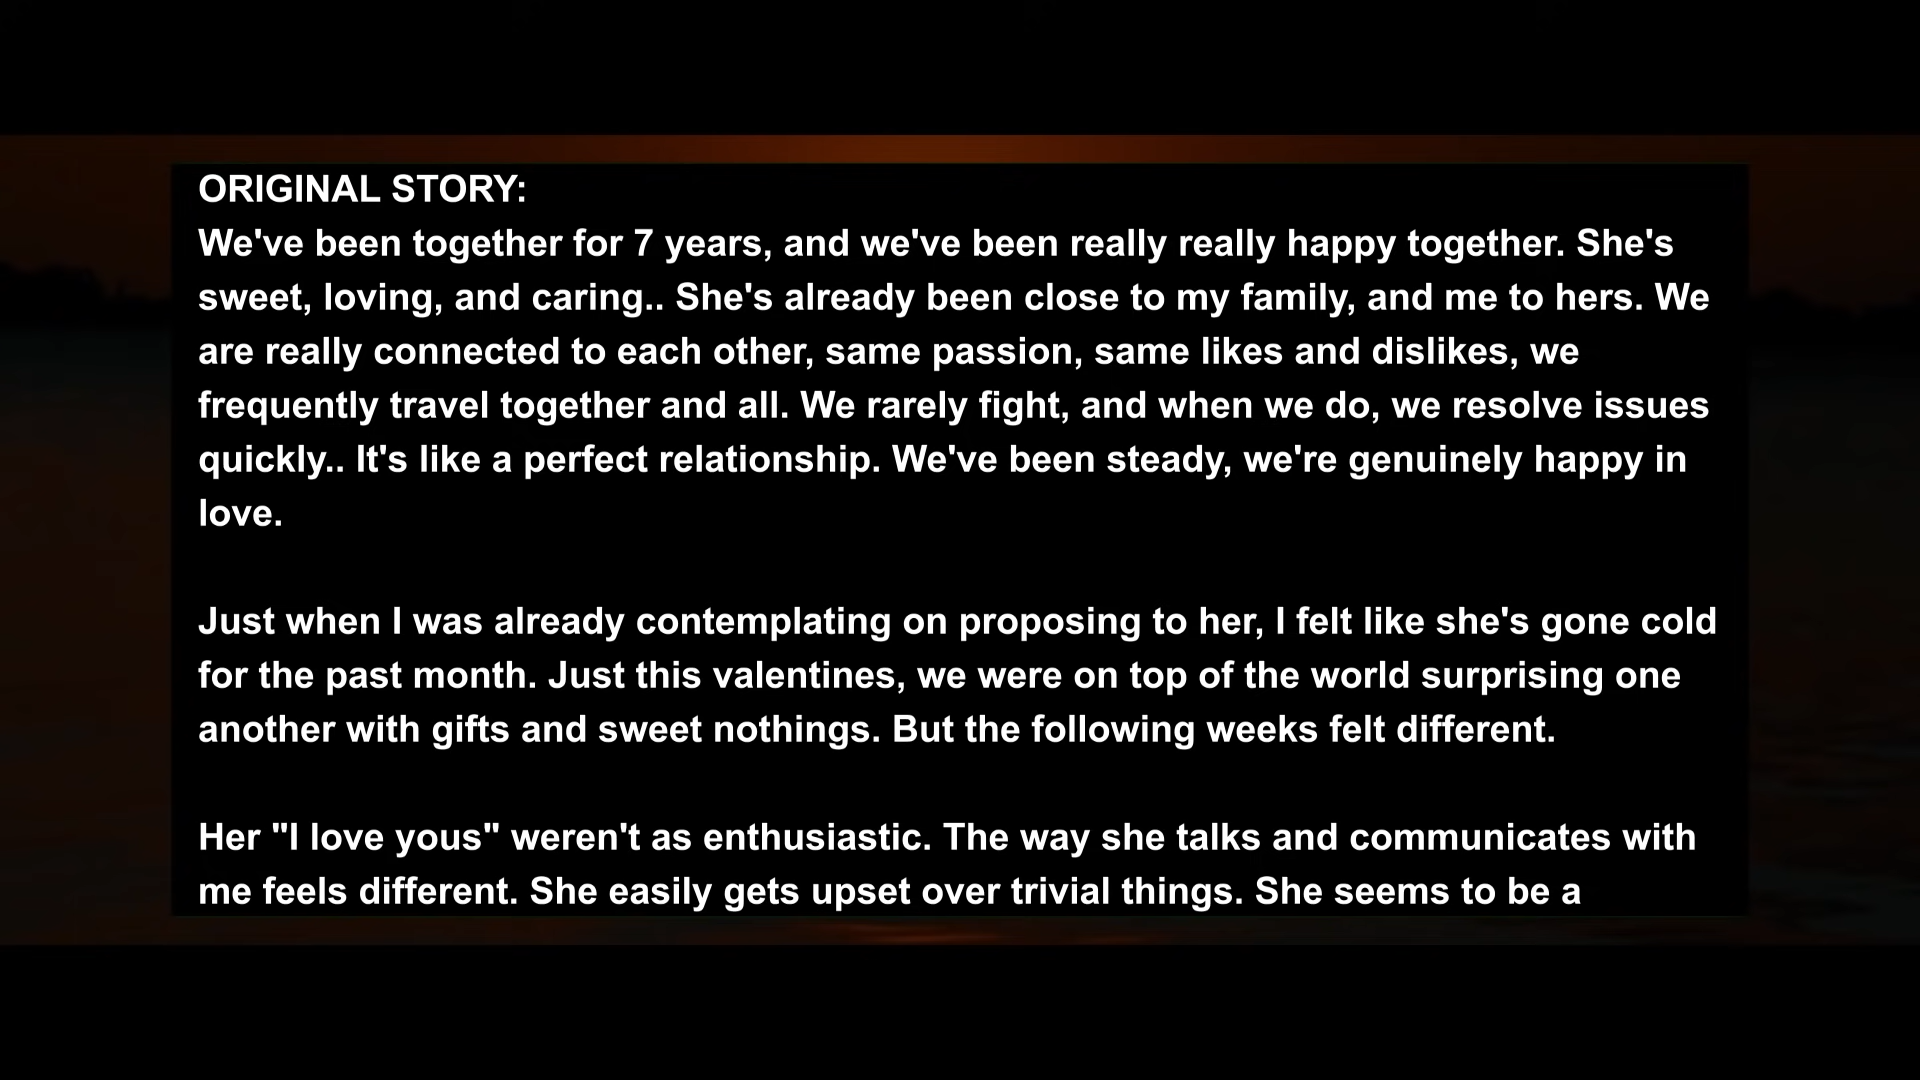 ORIGINAL STORY:
We've been together for 7 years, and we've been really really happy together. She's
sweet, loving, and caring.. She's already been close to my family, and me to hers. We
are really connected to each other, same passion, same likes and dislikes, we
frequently travel together and all. We rarely fight, and when we do, we resolve issues
quickly.. It's like a perfect relationship. We've been steady, we're genuinely happy in
love.
Just when I was already contemplating on proposing to her, I felt like she's gone cold
for the past month. Just this valentines, we were on top of the world surprising one
another with gifts and sweet nothings. But the following weeks felt different.
Her "I love yous" weren't as enthusiastic. The way she talks and communicates with
me feels different. She easily gets upset over trivial things. She seems to be a